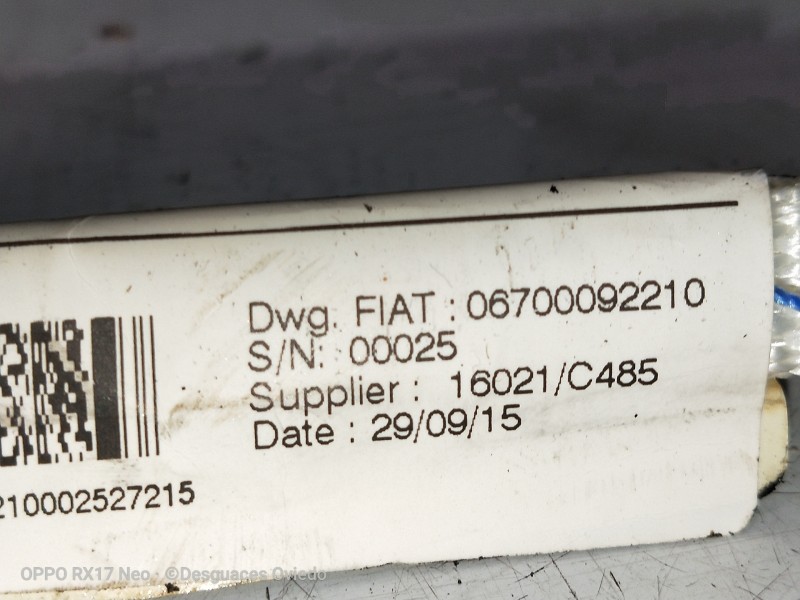 Dwg. FIAT : 06700092210
S/N: 00025
Supplier : 16021/C485
Date : 29/09/15
210002527215
OPPO RX17 Neo · ©Desguaces Oviedo